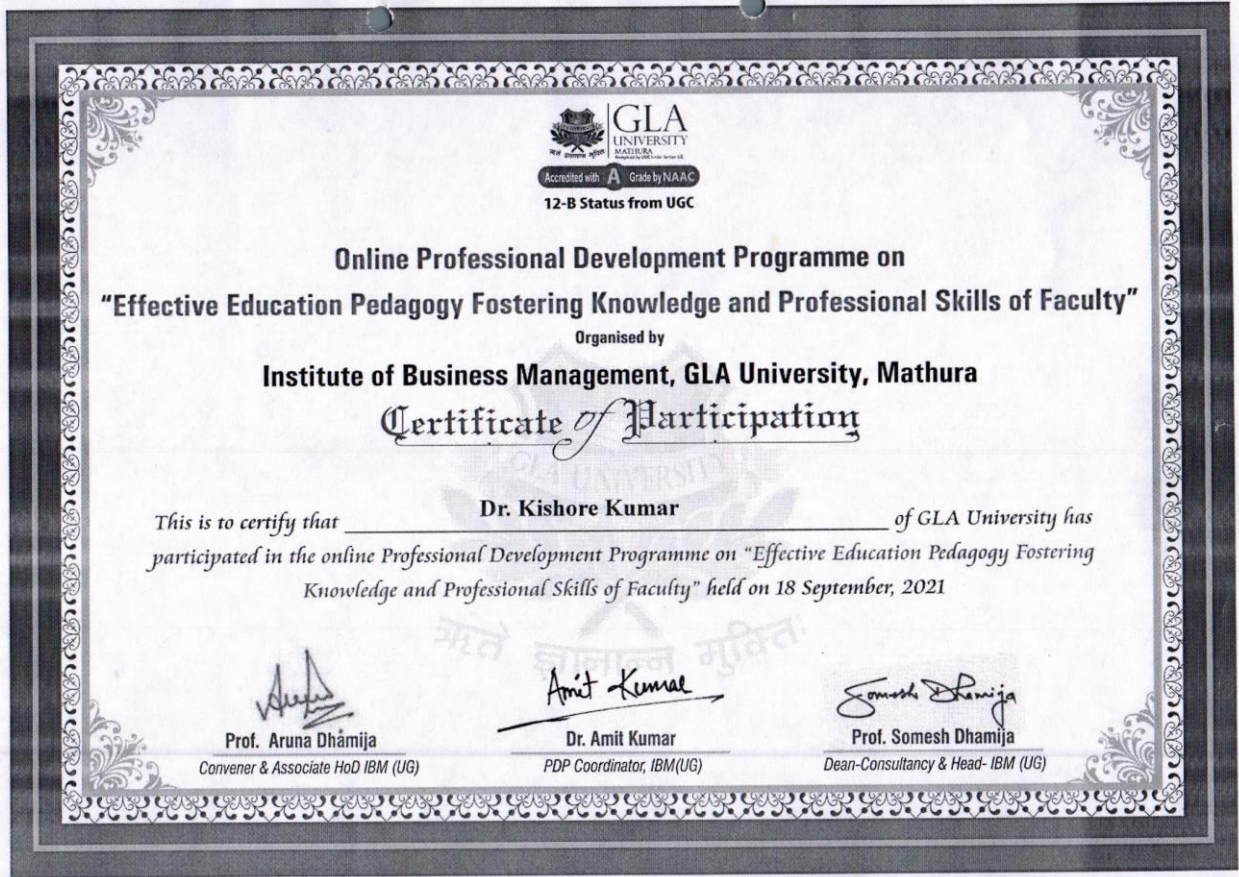 GLA
UNIVERSITY
MATHURA
Accredited with A Grade by NAAC
12-B Status from UGC
Online Professional Development Programme on
"Effective Education Pedagogy Fostering Knowledge and Professional Skills of Faculty"
Organised by
Institute of Business Management, GLA University, Mathura
Certificate of Participation
GLA UNIVERSITY
This is to certify that Dr. Kishore Kumar of GLA University has
participated in the online Professional Development Programme on "Effective Education Pedagogy Fostering
Knowledge and Professional Skills of Faculty" held on 18 September, 2021
ऋते ज्ञानान्न मुक्तिः
Amit Kumar
Somesh Dhamija
Prof. Aruna Dhamija
Dr. Amit Kumar
Prof. Somesh Dhamija
Convener & Associate HoD IBM (UG)
PDP Coordinator, IBM(UG)
Dean-Consultancy & Head- IBM (UG)